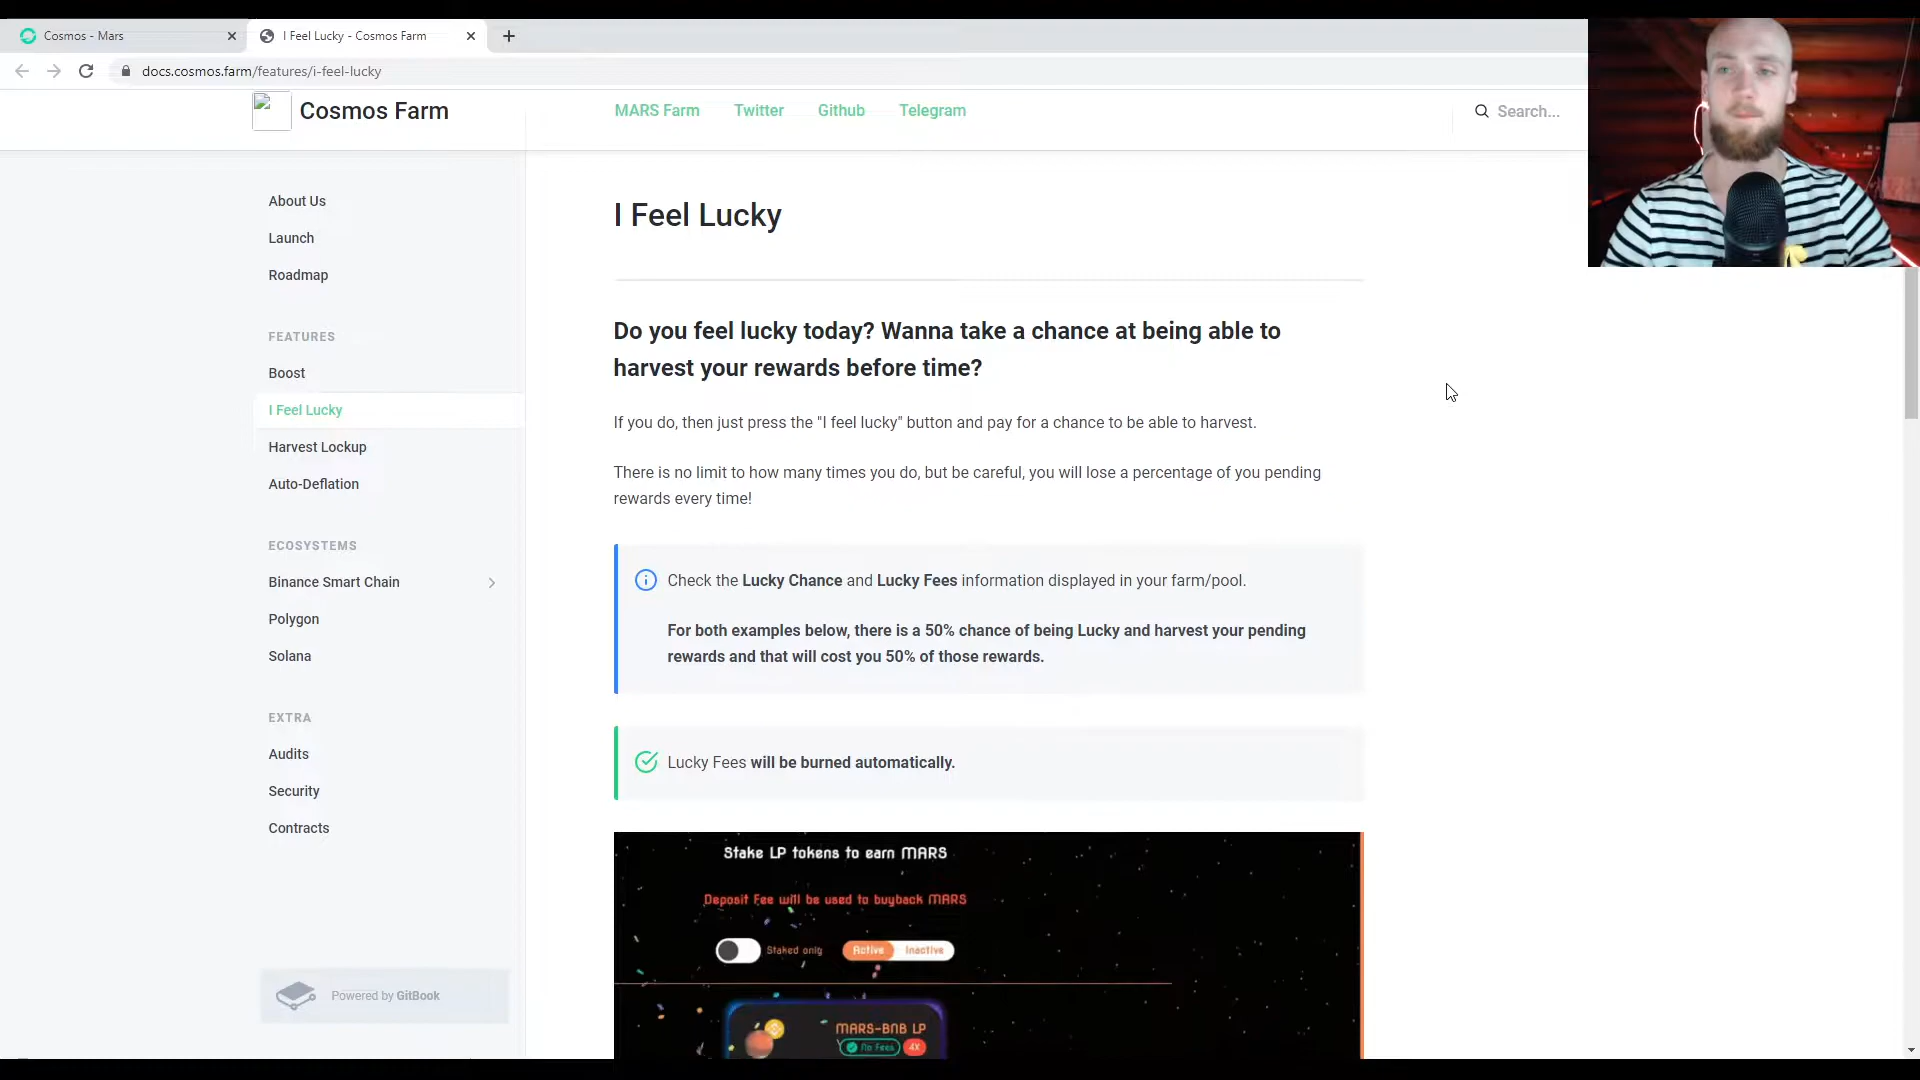 Cosmos - Mars
I Feel Lucky - Cosmos Farm
docs.cosmos.farm/features/i-feel-lucky
Cosmos Farm
MARS Farm
Twitter
Github
Telegram
Search...
About Us
Launch
Roadmap
FEATURES
Boost
I Feel Lucky
Harvest Lockup
Auto-Deflation
ECOSYSTEMS
Binance Smart Chain
Polygon
Solana
EXTRA
Audits
Security
Contracts
Powered by GitBook
I Feel Lucky
Do you feel lucky today? Wanna take a chance at being able to
harvest your rewards before time?
If you do, then just press the "I feel lucky" button and pay for a chance to be able to harvest.
There is no limit to how many times you do, but be careful, you will lose a percentage of you pending
rewards every time!
Check the Lucky Chance and Lucky Fees information displayed in your farm/pool.
For both examples below, there is a 50% chance of being Lucky and harvest your pending
rewards and that will cost you 50% of those rewards.
Lucky Fees will be burned automatically.
Stake LP tokens to earn MARS
Deposit Fee will be used to buyback MARS
Staked only
Active
Inactive
MARS-BNB LP
No Fees
4X